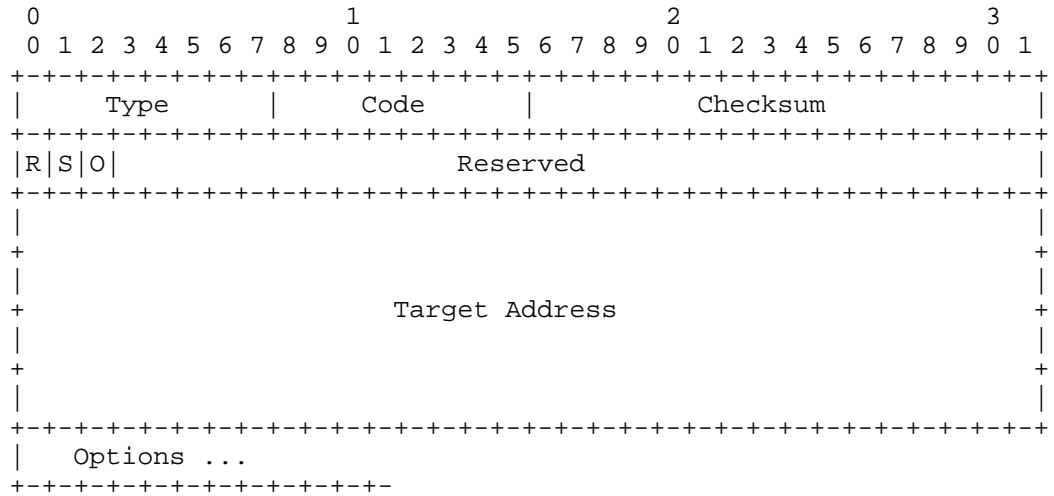 0                   1                   2                   3
 0 1 2 3 4 5 6 7 8 9 0 1 2 3 4 5 6 7 8 9 0 1 2 3 4 5 6 7 8 9 0 1
+-+-+-+-+-+-+-+-+-+-+-+-+-+-+-+-+-+-+-+-+-+-+-+-+-+-+-+-+-+-+-+-+
|     Type      |     Code      |          Checksum             |
+-+-+-+-+-+-+-+-+-+-+-+-+-+-+-+-+-+-+-+-+-+-+-+-+-+-+-+-+-+-+-+-+
|R|S|O|                     Reserved                            |
+-+-+-+-+-+-+-+-+-+-+-+-+-+-+-+-+-+-+-+-+-+-+-+-+-+-+-+-+-+-+-+-+
|                                                               |
+                                                               +
|                                                               |
+                       Target Address                          +
|                                                               |
+                                                               +
|                                                               |
+-+-+-+-+-+-+-+-+-+-+-+-+-+-+-+-+-+-+-+-+-+-+-+-+-+-+-+-+-+-+-+-+
|   Options ...
+-+-+-+-+-+-+-+-+-+-+-+-